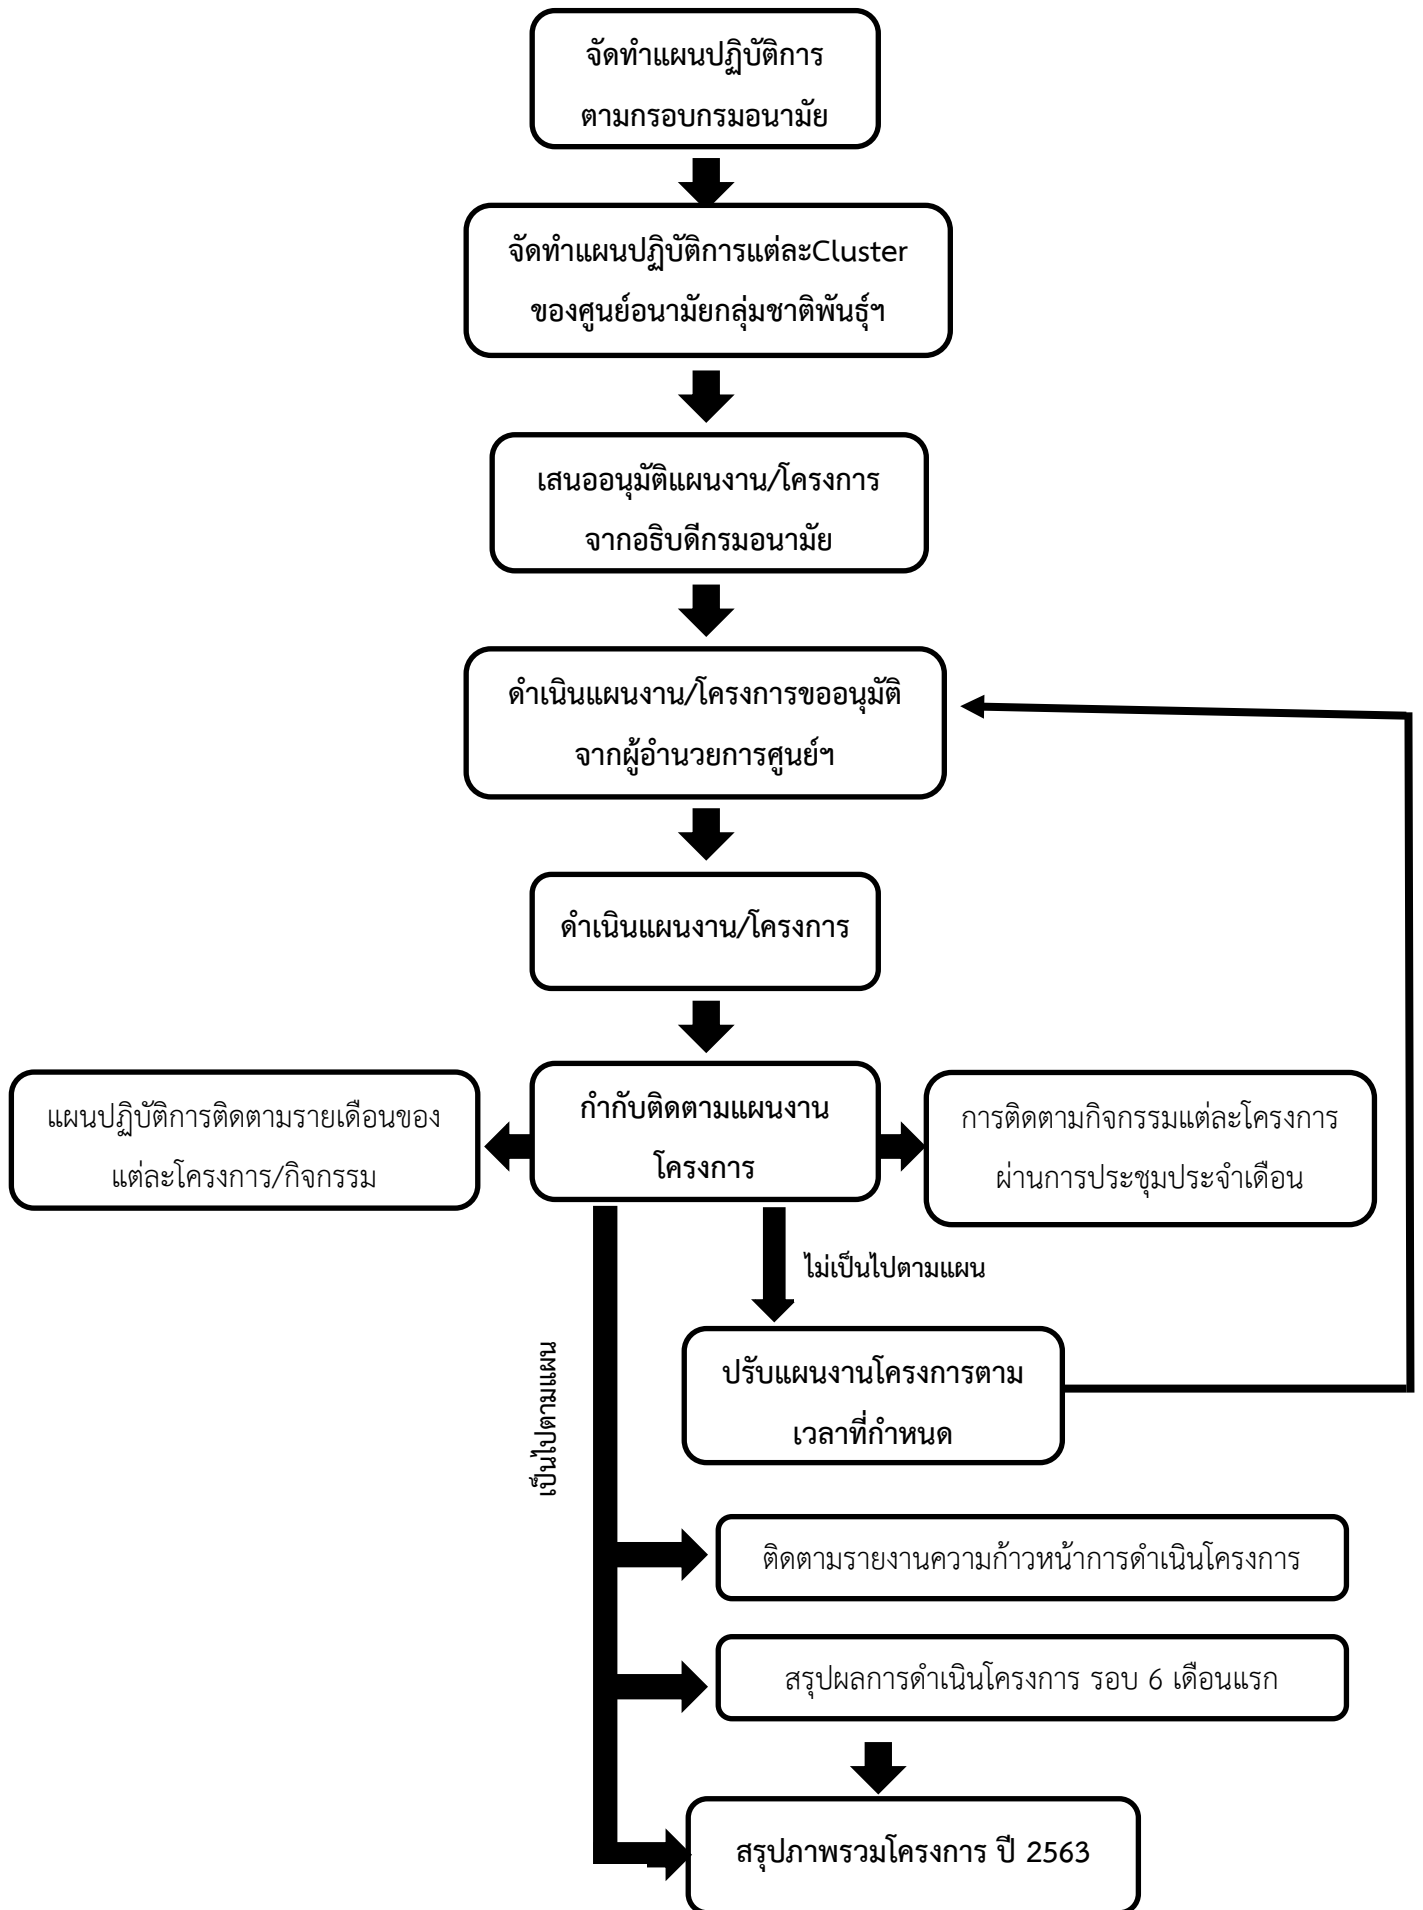 จัดทำแผนปฏิบัติการ
ตามกรอบกรมอนามัย
จัดทำแผนปฏิบัติการแต่ละCluster
ของศูนย์อนามัยกลุ่มชาติพันธุ์ฯ
เสนออนุมัติแผนงาน/โครงการ
จากอธิบดีกรมอนามัย
ดำเนินแผนงาน/โครงการขออนุมัติ
จากผู้อำนวยการศูนย์ฯ
ดำเนินแผนงาน/โครงการ
แผนปฏิบัติการติดตามรายเดือนของ
แต่ละโครงการ/กิจกรรม
กำกับติดตามแผนงาน
โครงการ
การติดตามกิจกรรมแต่ละโครงการ
ผ่านการประชุมประจำเดือน
ไม่เป็นไปตามแผน
ปรับแผนงานโครงการตาม
เวลาที่กำหนด
เป็นไปตามแผน
ติดตามรายงานความก้าวหน้าการดำเนินโครงการ
สรุปผลการดำเนินโครงการ รอบ 6 เดือนแรก
สรุปภาพรวมโครงการ ปี 2563